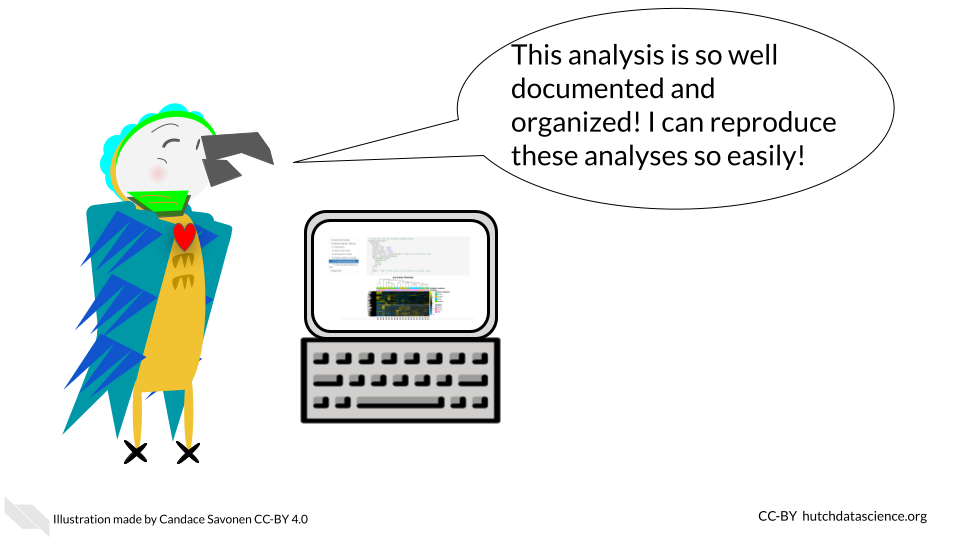 This analysis is so well
documented and
organized! I can reproduce
these analyses so easily!
Illustration made by Candace Savonen CC-BY 4.0
CC-BY hutchdatascience.org